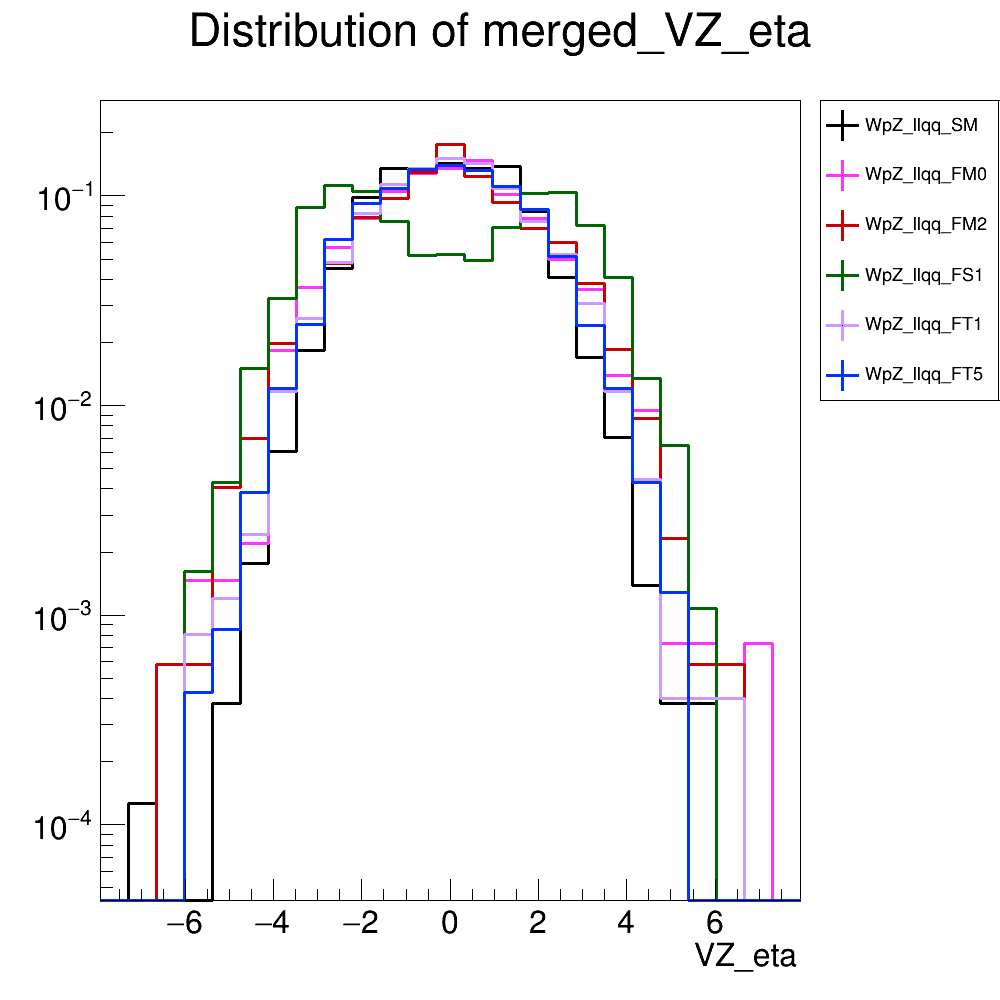 Distribution of merged_VZ_eta
WpZ_llqq_SM
WpZ_llqq_FM0
WpZ_llqq_FM2
WpZ_llqq_FS1
WpZ_llqq_FT1
WpZ_llqq_FT5
10⁻¹
10⁻²
10⁻³
10⁻⁴
−6 −4 −2 0 2 4 6
VZ_eta